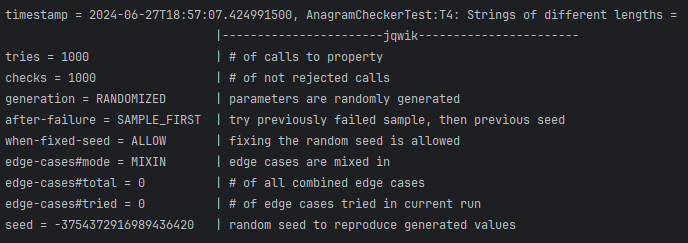 timestamp = 2024-06-27T18:57:07.424991500, AnagramCheckerTest:T4: Strings of different lengths =
|-----------------------jqwik-----------------------
tries = 1000 | # of calls to property
checks = 1000 | # of not rejected calls
generation = RANDOMIZED | parameters are randomly generated
after-failure = SAMPLE_FIRST | try previously failed sample, then previous seed
when-fixed-seed = ALLOW | fixing the random seed is allowed
edge-cases#mode = MIXIN | edge cases are mixed in
edge-cases#total = 0 | # of all combined edge cases
edge-cases#tried = 0 | # of edge cases tried in current run
seed = -3754372916989436420 | random seed to reproduce generated values